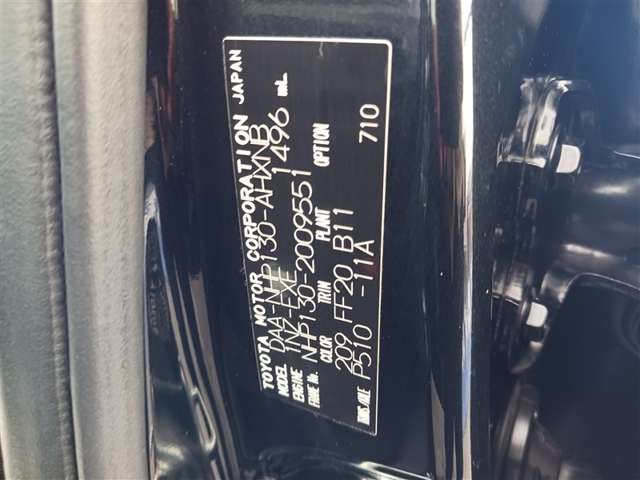 TOYOTA MOTOR CORPORATION JAPAN
MODEL DAA-NHP130-AHXNB
ENGINE 1NZ-FXE 1496 mL
FRAME No. NHP130-2009551
COLOR TRIM PLANT OPTION
209 FF20 B11 710
TRANS/AXLE P510 -11A